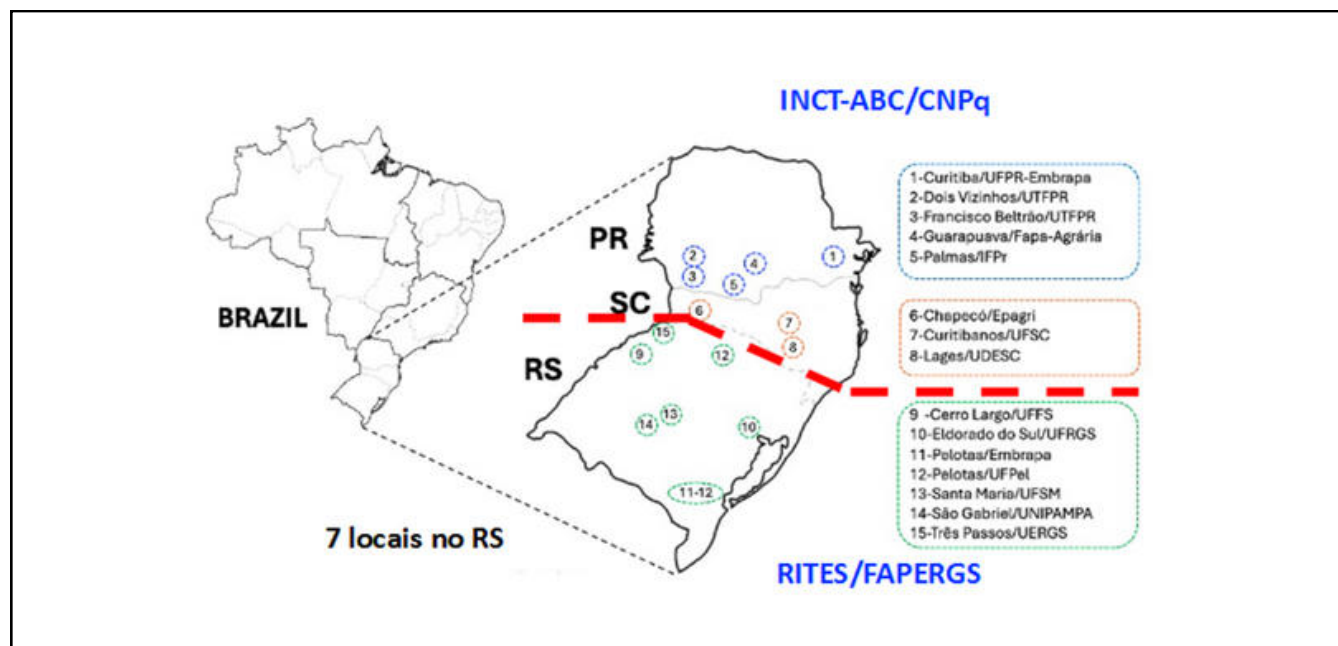 INCT-ABC/CNPq
1-Curitiba/UFPR-Embrapa
2-Dois Vizinhos/UTFPR
3-Francisco Beltrão/UTFPR
4-Guarapuava/Fapa-Agrária
5-Palmas/IFPr
PR
2
4
1
3
5
BRAZIL
SC
6
7
8
6-Chapecó/Epagri
7-Curitibanos/UFSC
8-Lages/UDESC
15
9
12
RS
13
14
10
11-12
9 -Cerro Largo/UFFS
10-Eldorado do Sul/UFRGS
11-Pelotas/Embrapa
12-Pelotas/UFPel
13-Santa Maria/UFSM
14-São Gabriel/UNIPAMPA
15-Três Passos/UERGS
7 locais no RS
RITES/FAPERGS